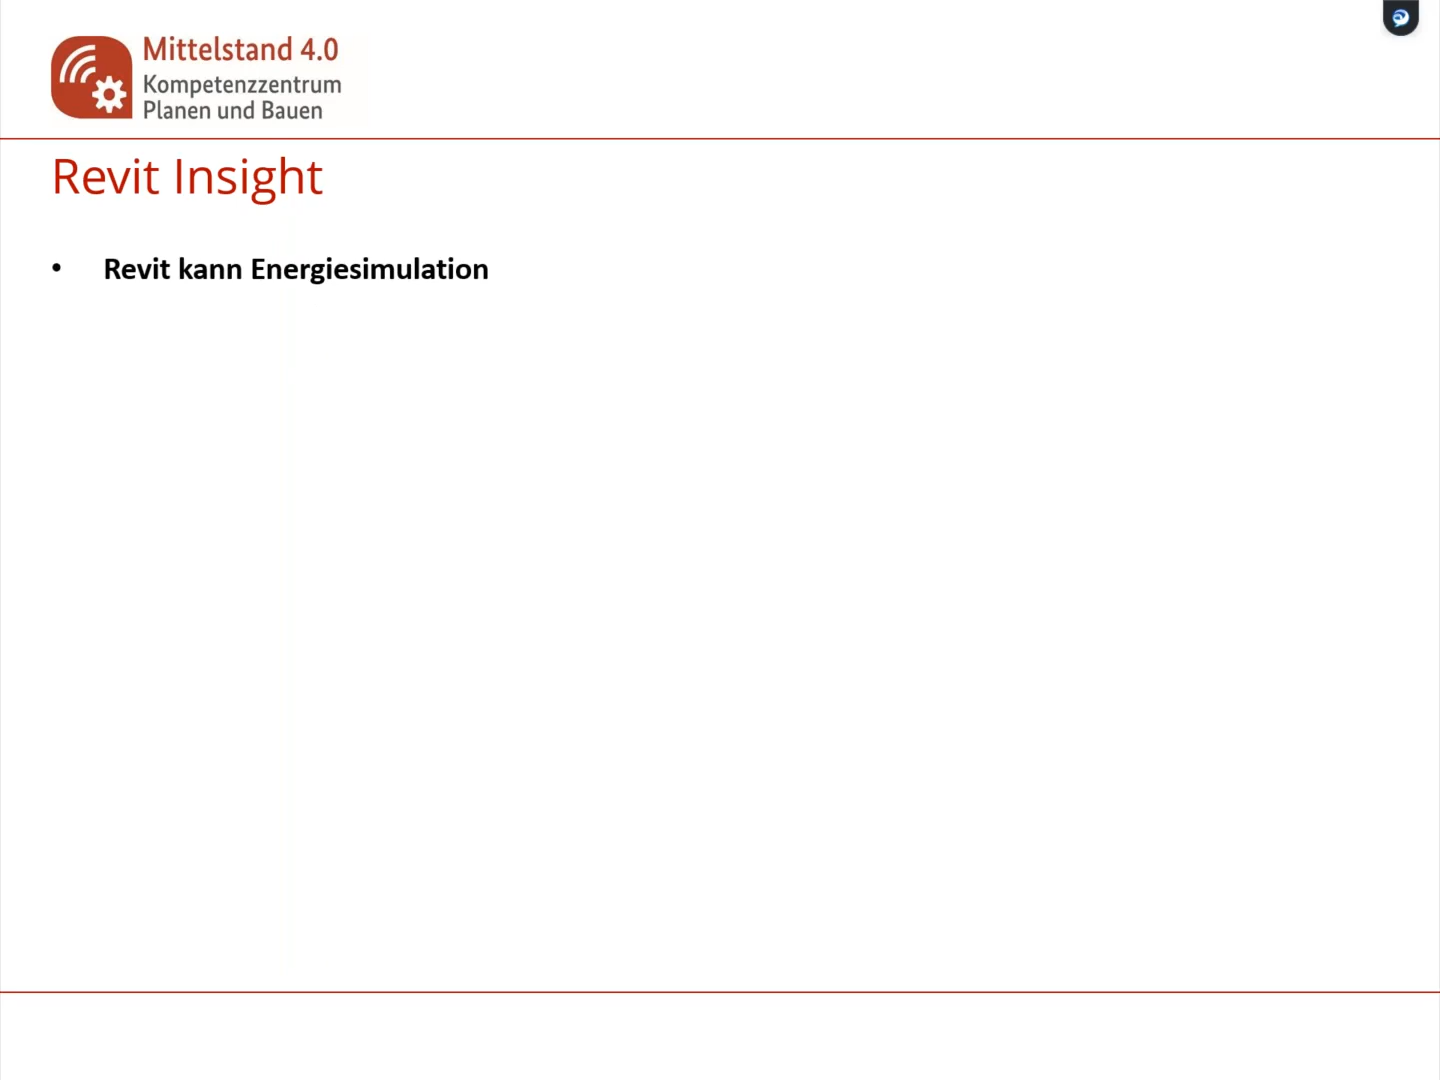 Mittelstand 4.0
Kompetenzzentrum
Planen und Bauen
Revit Insight
• Revit kann Energiesimulation